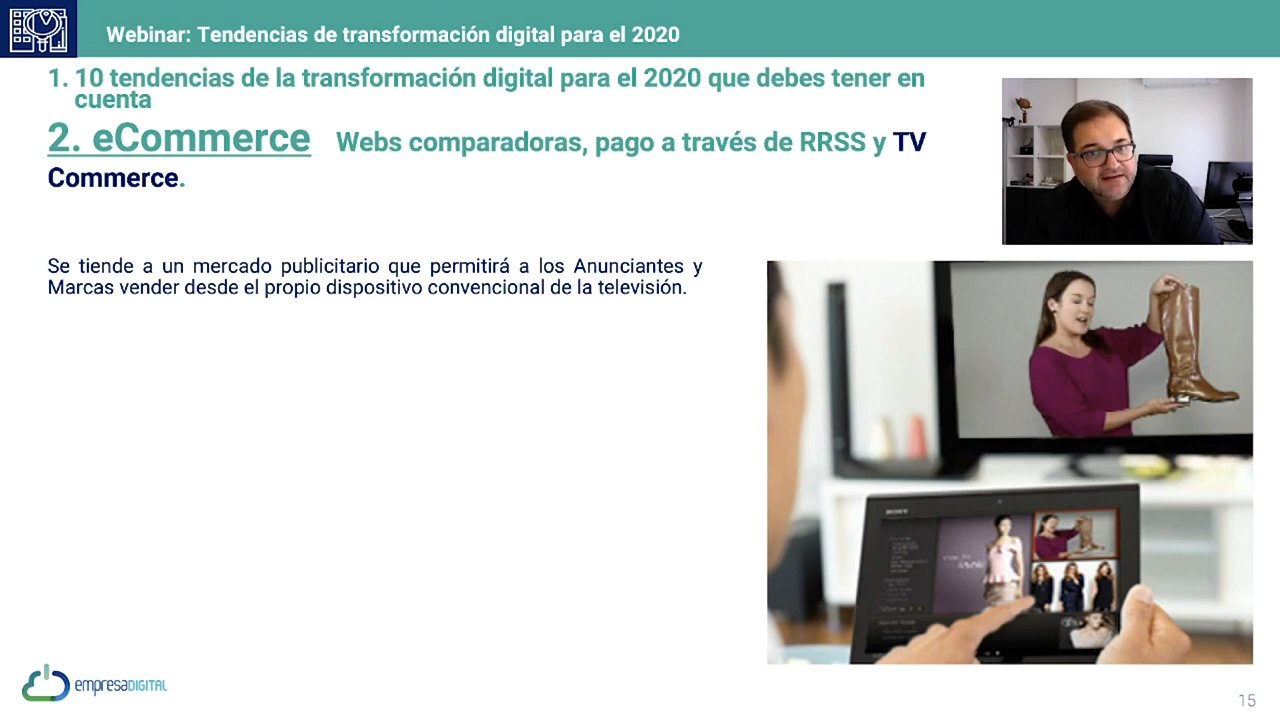 Webinar: Tendencias de transformación digital para el 2020
1. 10 tendencias de la transformación digital para el 2020 que debes tener en
cuenta
2. eCommerce Webs comparadoras, pago a través de RRSS y TV
Commerce.
Se tiende a un mercado publicitario que permitirá a los Anunciantes y
Marcas vender desde el propio dispositivo convencional de la televisión.
SONY
empresaDIGITAL
15